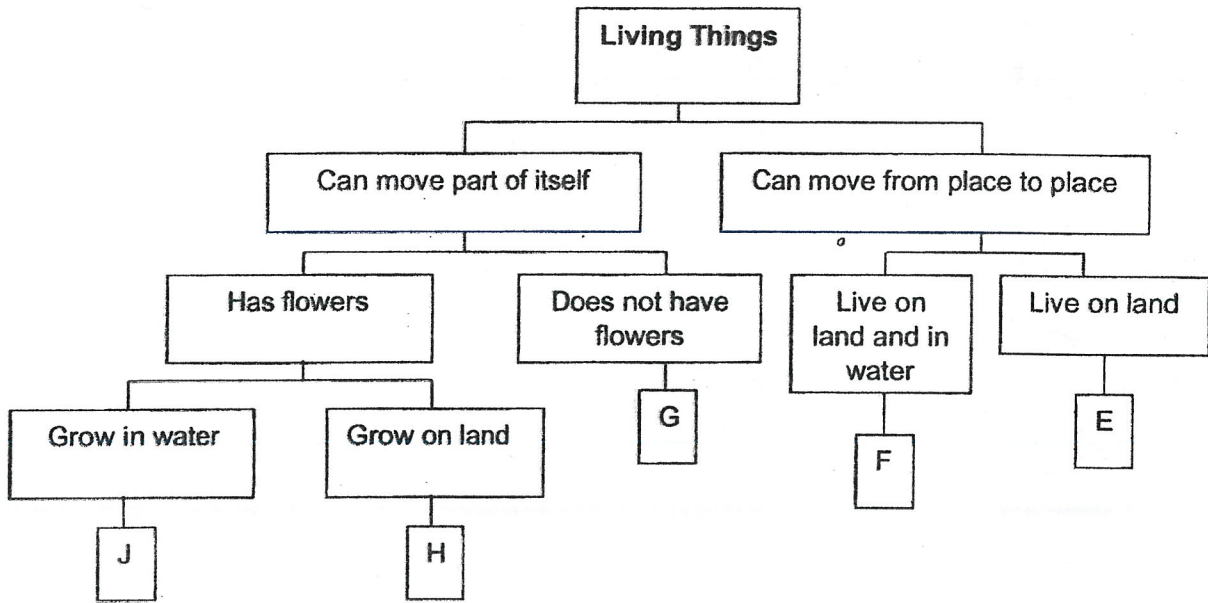 Living Things
Can move part of itself
Can move from place to place
Has flowers
Does not have
flowers
Live on
land and in
water
Live on land
Grow in water
Grow on land
G
F
E
J
H